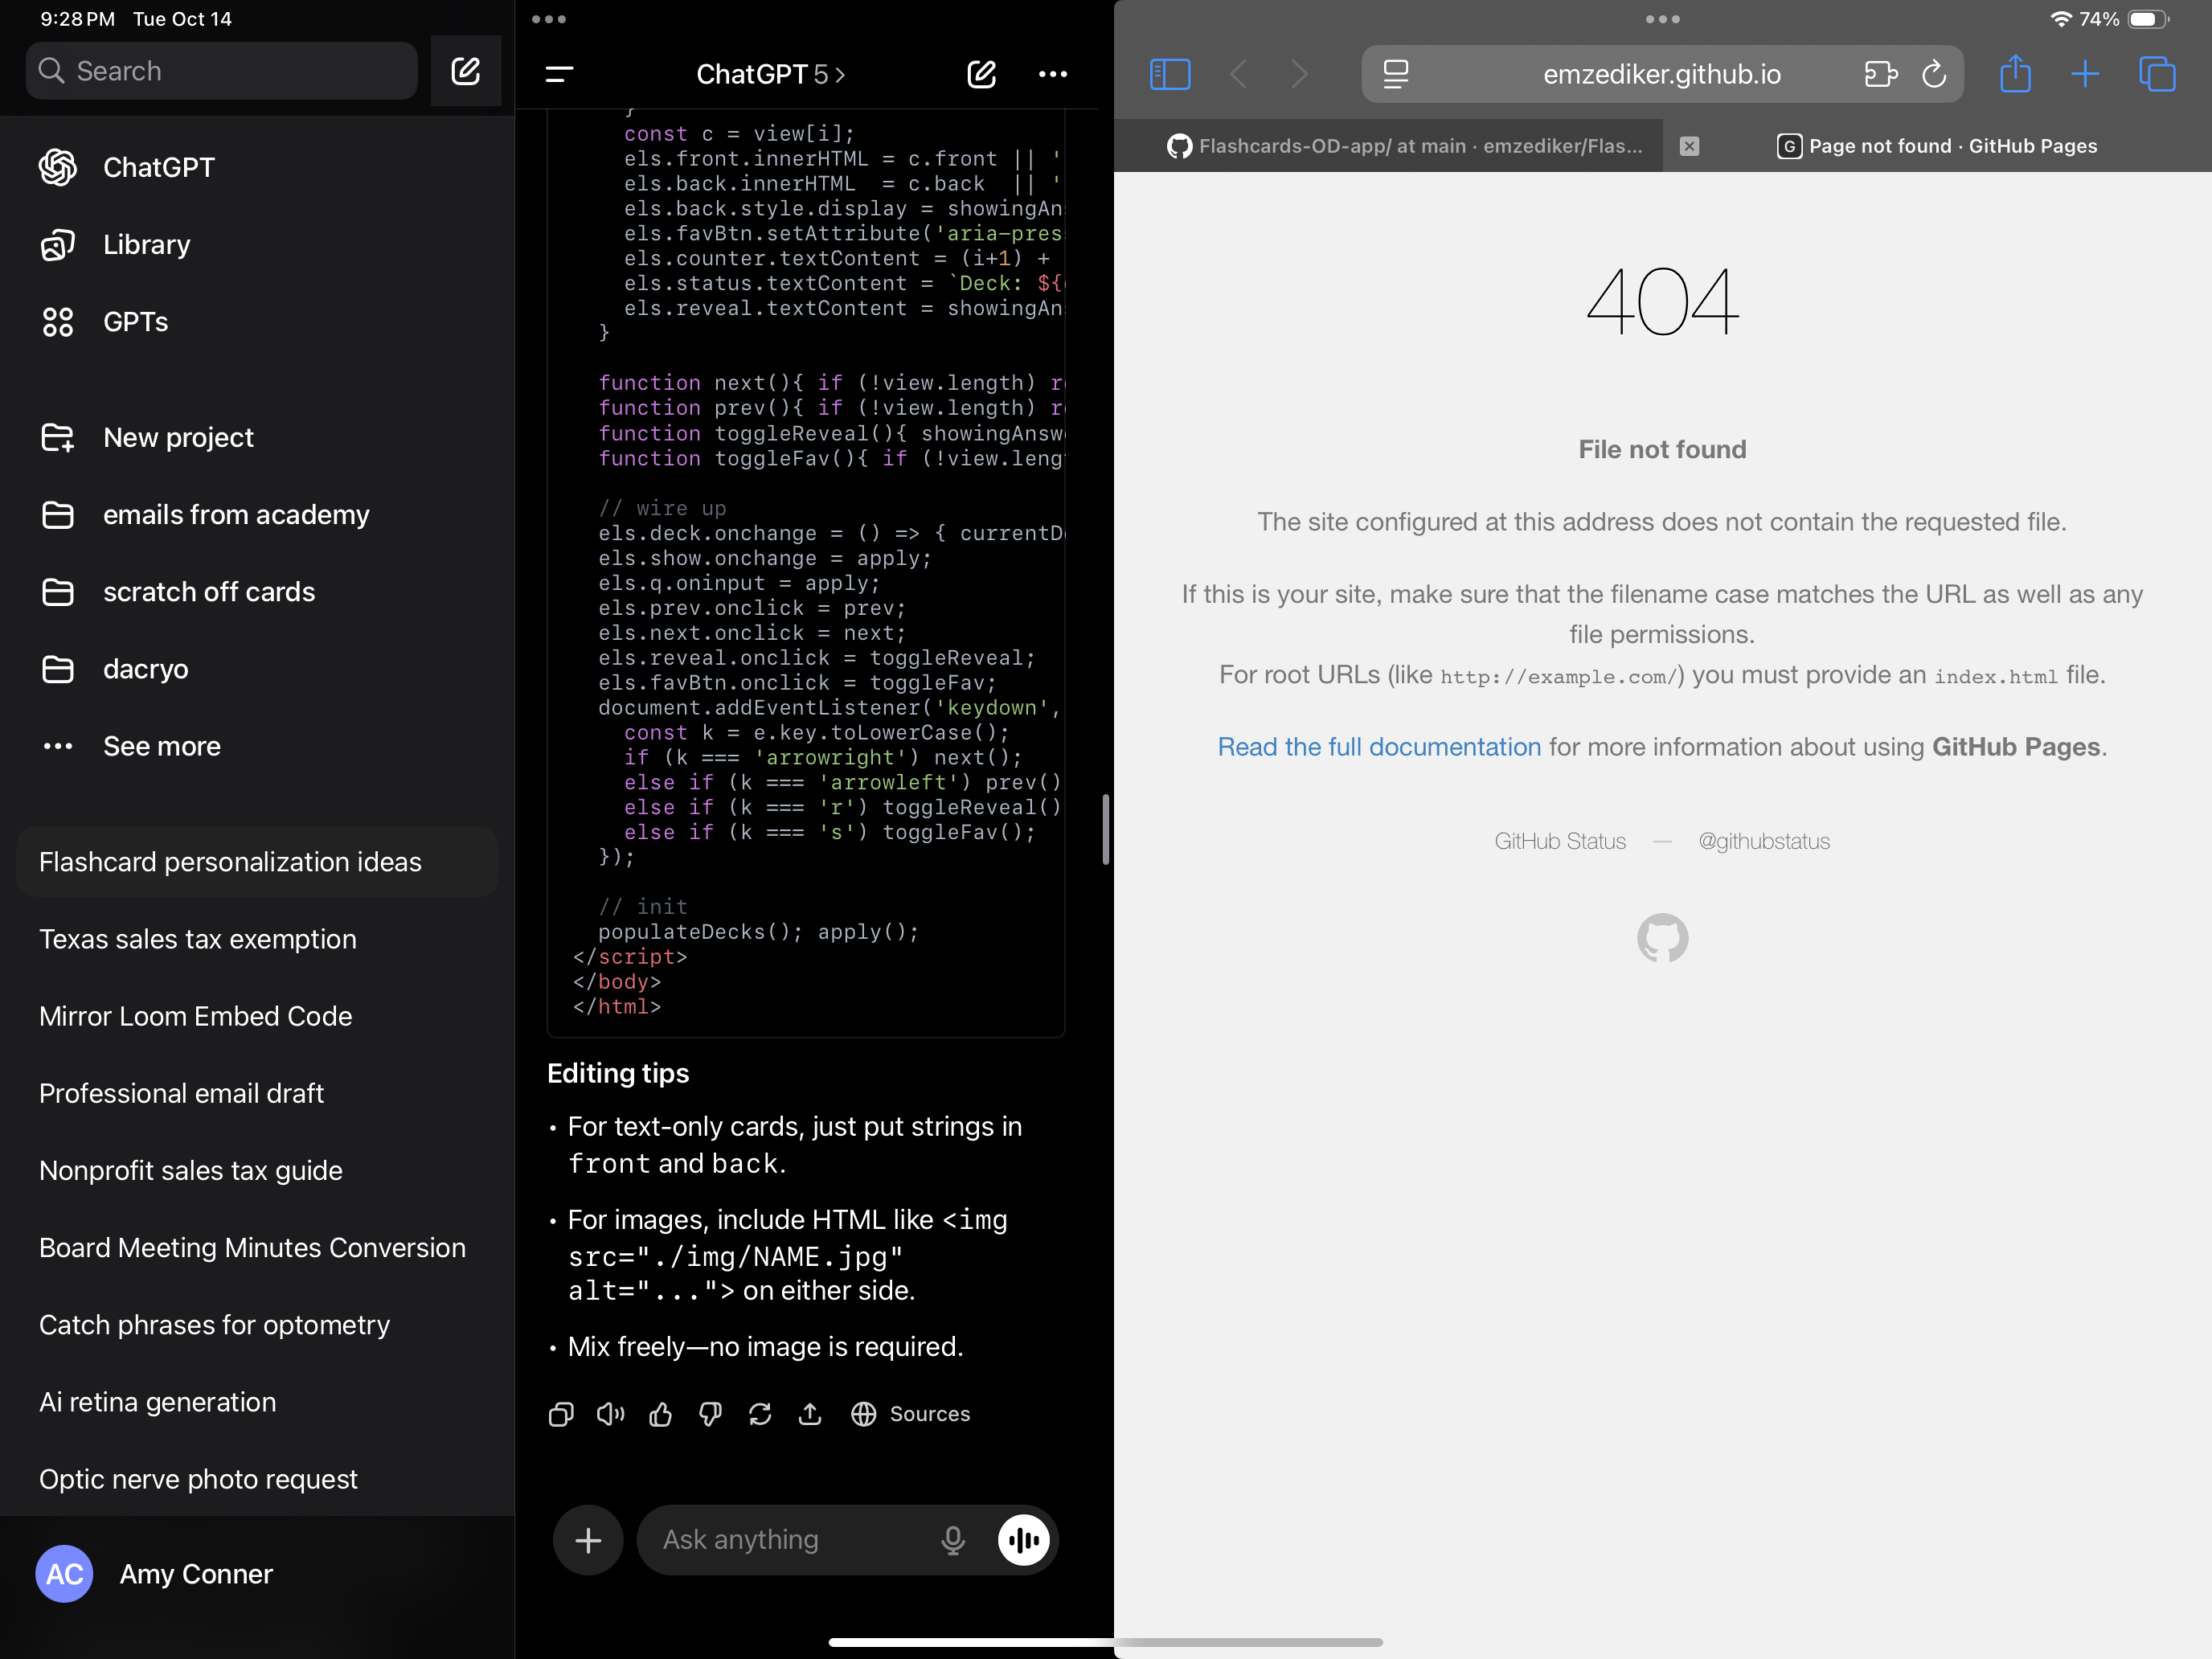 9:28 PM Tue Oct 14
Search
ChatGPT
Library
GPTs
New project
emails from academy
scratch off cards
dacryo
See more
Flashcard personalization ideas
Texas sales tax exemption
Mirror Loom Embed Code
Professional email draft
Nonprofit sales tax guide
Board Meeting Minutes Conversion
Catch phrases for optometry
Ai retina generation
Optic nerve photo request
AC Amy Conner
ChatGPT 5 >
}
const c = view[i];
els.front.innerHTML = c.front || '
els.back.innerHTML  = c.back  || '
els.back.style.display = showingAn
els.favBtn.setAttribute('aria-pres
els.counter.textContent = (i+1) +
els.status.textContent = `Deck: ${
els.reveal.textContent = showingAn
}
function next(){ if (!view.length) r
function prev(){ if (!view.length) r
function toggleReveal(){ showingAnsw
function toggleFav(){ if (!view.leng
// wire up
els.deck.onchange = () => { currentD
els.show.onchange = apply;
els.q.oninput = apply;
els.prev.onclick = prev;
els.next.onclick = next;
els.reveal.onclick = toggleReveal;
els.favBtn.onclick = toggleFav;
document.addEventListener('keydown',
const k = e.key.toLowerCase();
if (k === 'arrowright') next();
else if (k === 'arrowleft') prev()
else if (k === 'r') toggleReveal()
else if (k === 's') toggleFav();
});
// init
populateDecks(); apply();
</script>
</body>
</html>
Editing tips
• For text-only cards, just put strings in
front and back.
• For images, include HTML like <img
src="./img/NAME.jpg"
alt="..."> on either side.
• Mix freely—no image is required.
Sources
Ask anything
74%
emzediker.github.io
Flashcards-OD-app/ at main · emzediker/Flas...
G Page not found · GitHub Pages
404
File not found
The site configured at this address does not contain the requested file.
If this is your site, make sure that the filename case matches the URL as well as any
file permissions.
For root URLs (like http://example.com/) you must provide an index.html file.
Read the full documentation for more information about using GitHub Pages.
GitHub Status — @githubstatus